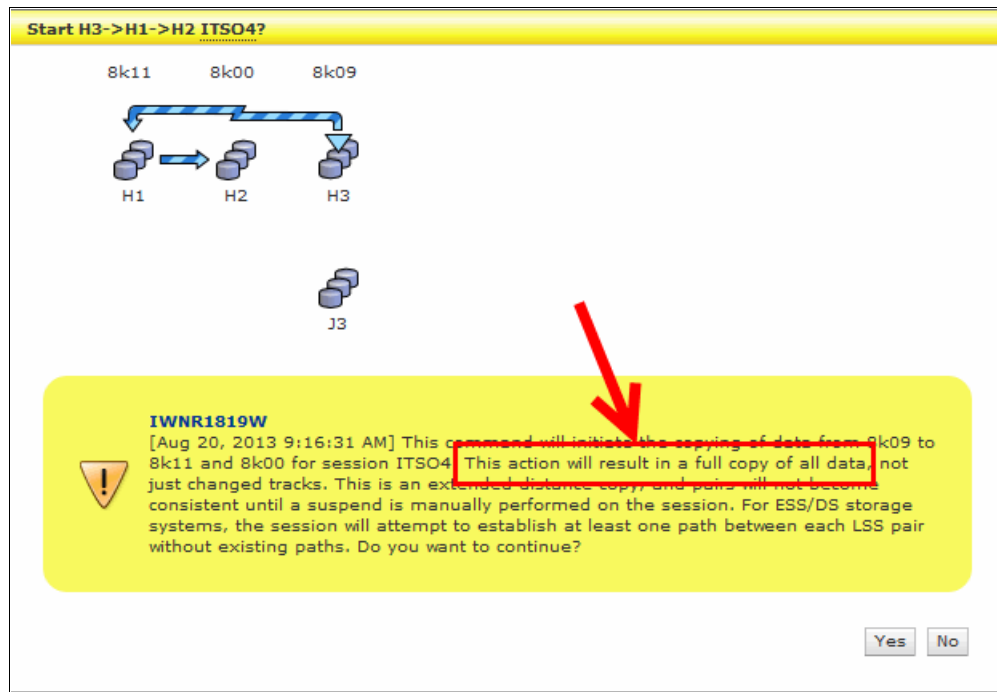 Start H3->H1->H2 ITSO4?
8k11 8k00 8k09
H1 H2 H3
J3
IWNR1819W
[Aug 20, 2013 9:16:31 AM] This command will initiate the copying of data from 8k09 to
8k11 and 8k00 for session ITSO4. This action will result in a full copy of all data, not
just changed tracks. This is an extended distance copy, and pairs will not become
consistent until a suspend is manually performed on the session. For ESS/DS storage
systems, the session will attempt to establish at least one path between each LSS pair
without existing paths. Do you want to continue?
Yes No